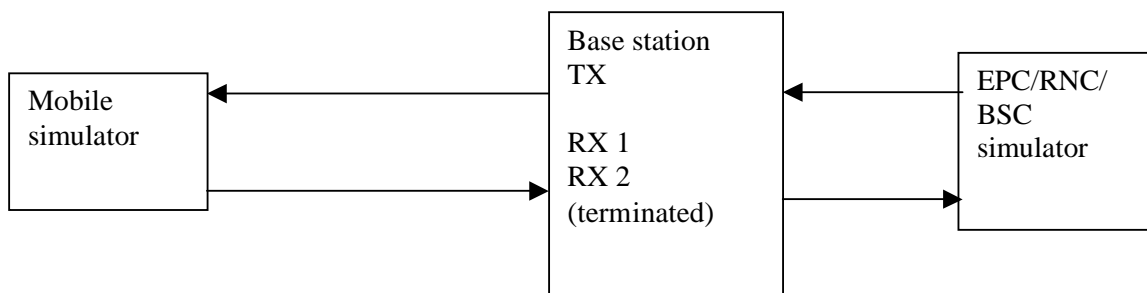 Mobile
simulator
Base station
TX
RX 1
RX 2
(terminated)
EPC/RNC/
BSC
simulator